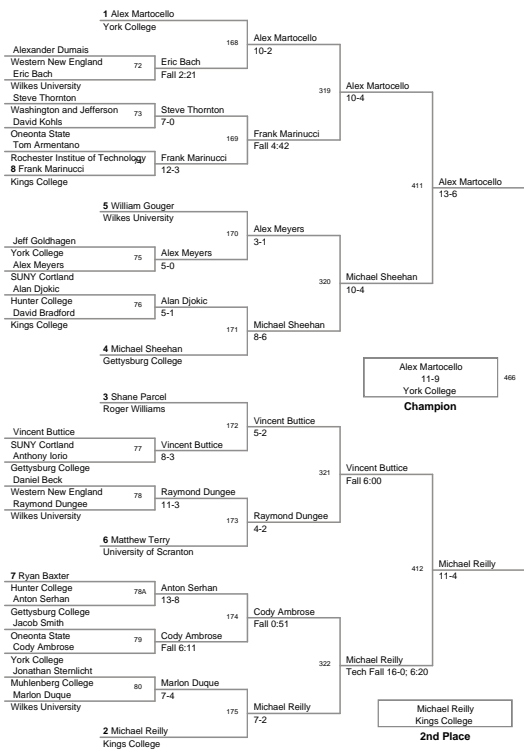 1 Alex Martocello
York College
168
Alex Martocello
10-2
Alexander Dumais
Western New England
72
Eric Bach
Fall 2:21
Eric Bach
Wilkes University
319
Alex Martocello
10-4
Steve Thornton
Washington and Jefferson
73
Steve Thornton
7-0
David Kohls
Oneonta State
169
Frank Marinucci
Fall 4:42
Tom Armentano
Rochester Institue of Technology
Frank Marinucci
12-3
8 Frank Marinucci
Kings College
411
Alex Martocello
13-6
5 William Gouger
Wilkes University
170
Alex Meyers
3-1
Jeff Goldhagen
York College
75
Alex Meyers
5-0
Alex Meyers
SUNY Cortland
320
Michael Sheehan
10-4
Alan Djokic
Hunter College
76
Alan Djokic
5-1
David Bradford
Kings College
171
Michael Sheehan
8-6
4 Michael Sheehan
Gettysburg College
Alex Martocello
11-9
York College
466
Champion
3 Shane Parcel
Roger Williams
172
Vincent Buttice
5-2
Vincent Buttice
SUNY Cortland
77
Vincent Buttice
8-3
Anthony Iorio
Gettysburg College
321
Vincent Buttice
Fall 6:00
Daniel Beck
Western New England
78
Raymond Dungee
11-3
Raymond Dungee
Wilkes University
173
Raymond Dungee
4-2
6 Matthew Terry
University of Scranton
412
Michael Reilly
11-4
7 Ryan Baxter
Hunter College
78A
Anton Serhan
13-8
Anton Serhan
Gettysburg College
174
Cody Ambrose
Fall 0:51
Jacob Smith
Oneonta State
79
Cody Ambrose
Fall 6:11
Cody Ambrose
York College
322
Michael Reilly
Tech Fall 16-0; 6:20
Jonathan Sternlicht
Muhlenberg College
80
Marlon Duque
7-4
Marlon Duque
Wilkes University
175
Michael Reilly
7-2
2 Michael Reilly
Kings College
Michael Reilly
Kings College
2nd Place